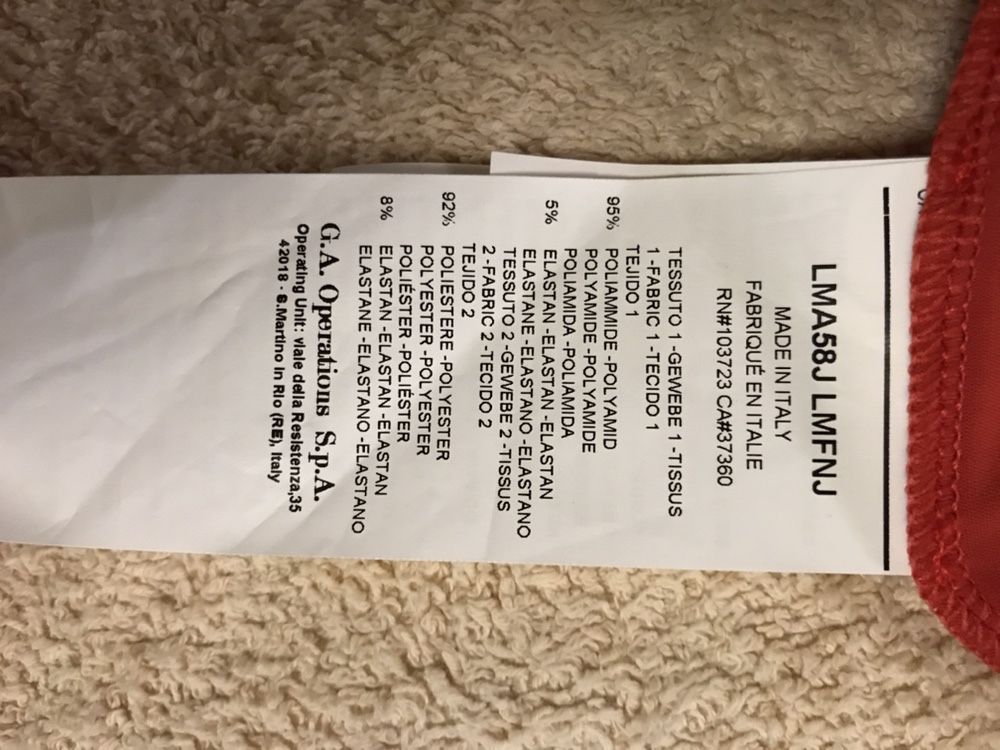 LMA58J LMFNJ
MADE IN ITALY
FABRIQUÉ EN ITALIE
RN#103723 CA#37360
TESSUTO 1 -GEWEBE 1 -TISSUS
1 -FABRIC 1 -TECIDO 1
TEJIDO 1
95% POLIAMMIDE -POLYAMID
POLYAMIDE -POLYAMIDE
POLIAMIDA -POLIAMIDA
5% ELASTAN -ELASTAN -ELASTAN
ELASTANE -ELASTANO -ELASTANO
TESSUTO 2 -GEWEBE 2 -TISSUS
2 -FABRIC 2 -TECIDO 2
TEJIDO 2
92% POLIESTERE -POLYESTER
POLYESTER -POLYESTER
POLIÉSTER -POLIÉSTER
8% ELASTAN -ELASTAN -ELASTAN
ELASTANE -ELASTANO -ELASTANO
G.A. Operations S.p.A.
Operating Unit: viale della Resistenza,35
42018 - S.Martino in Rio (RE), Italy